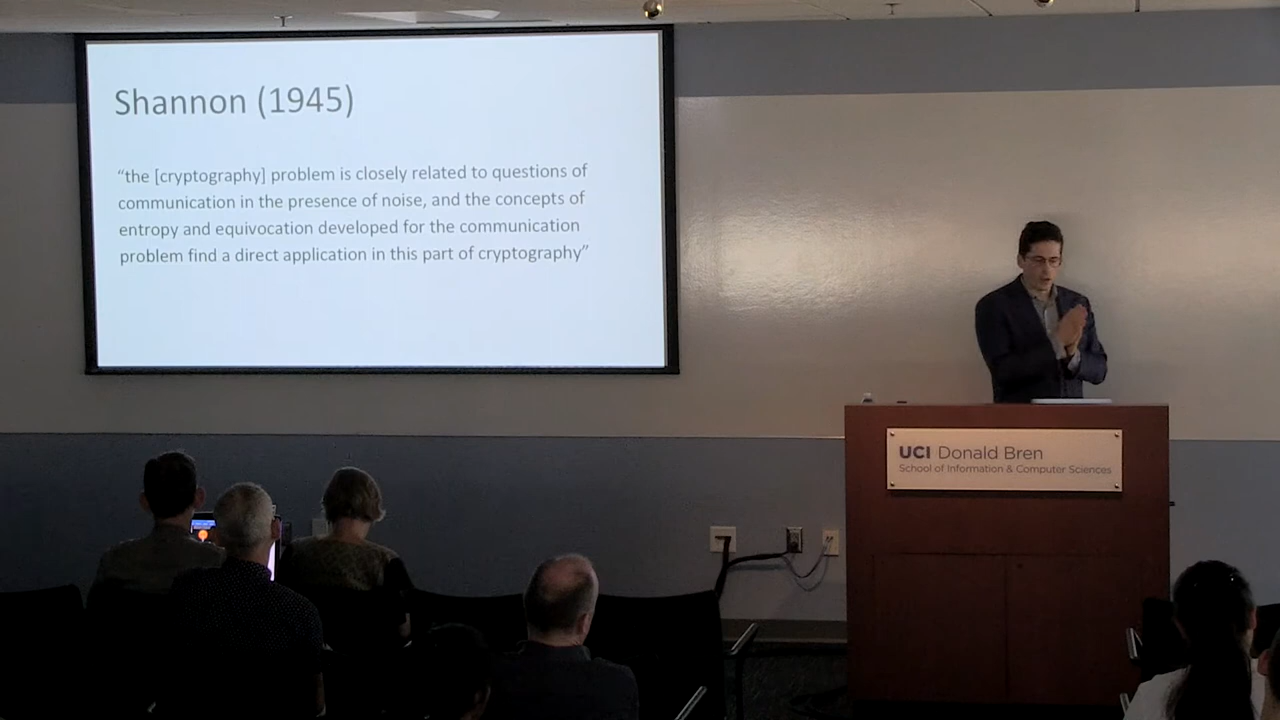 Shannon (1945)
“the [cryptography] problem is closely related to questions of
communication in the presence of noise, and the concepts of
entropy and equivocation developed for the communication
problem find a direct application in this part of cryptography”
UCI Donald Bren
School of Information & Computer Sciences